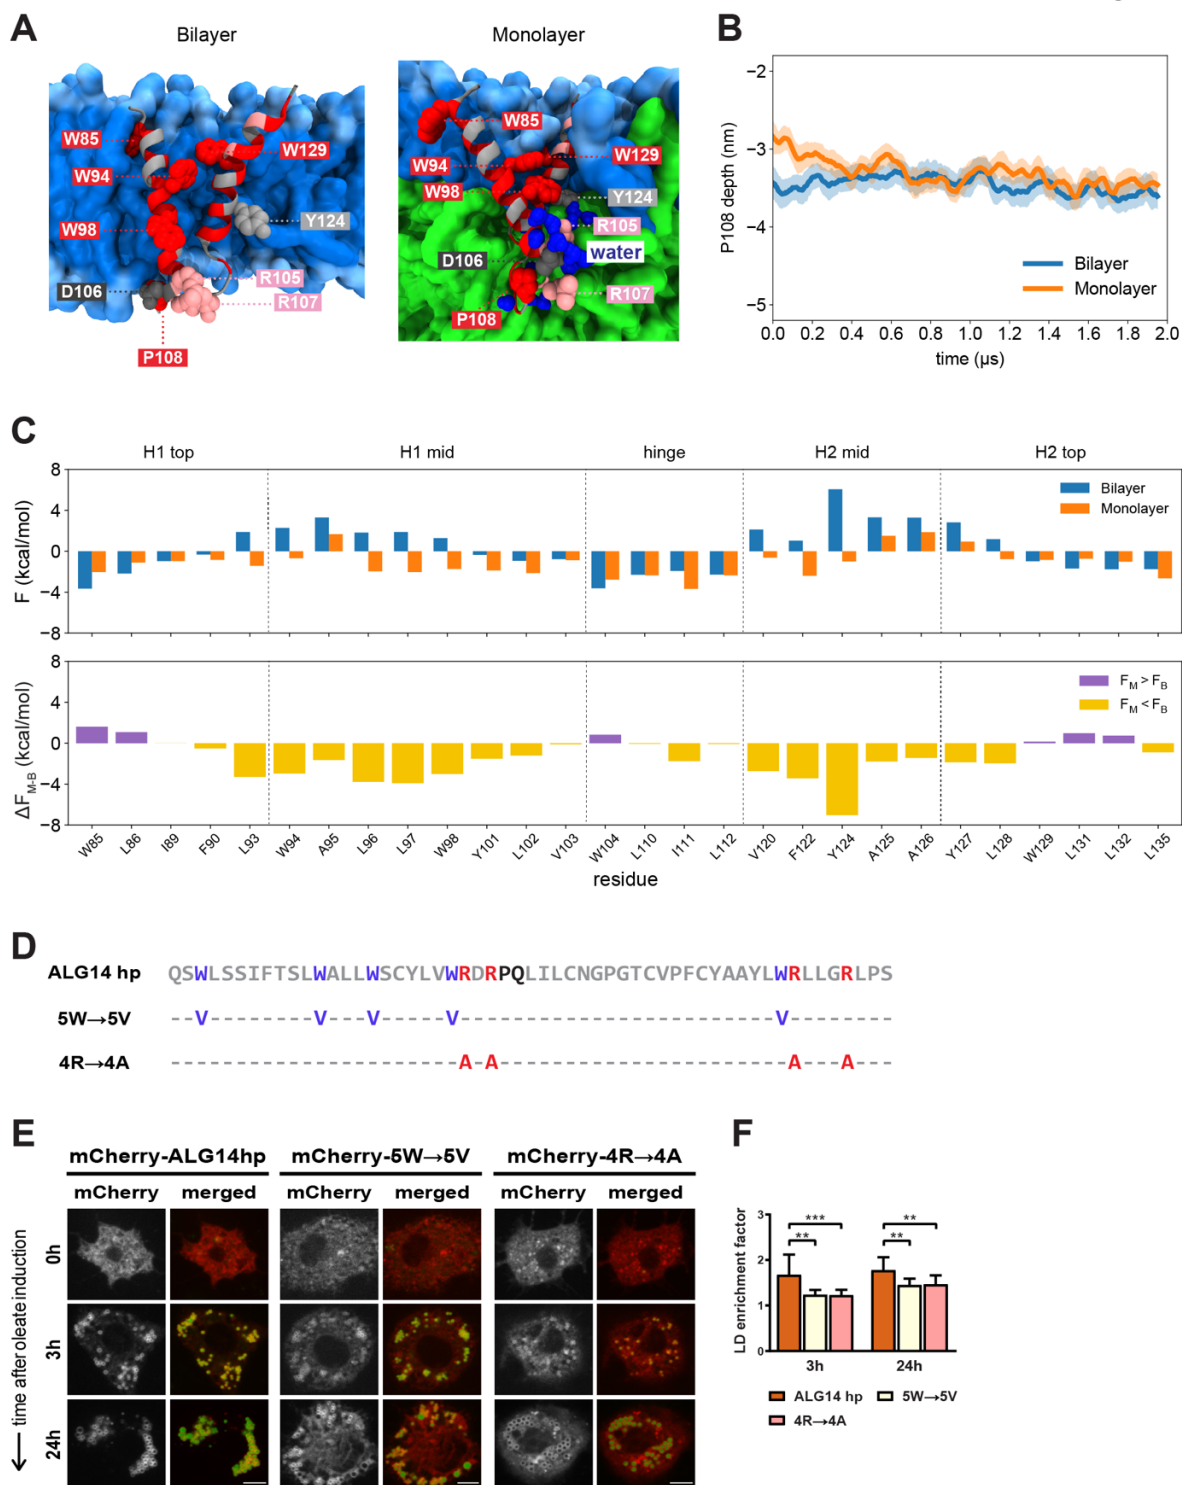 A
Bilayer
Monolayer
W85
W94
W98
D106
P108
W129
Y124
R105
R107
W85
W94
W98
D106
P108
W129
Y124
R105
water
R107
B
P108 depth (nm)
−2
−3
−4
−5
Bilayer
Monolayer
0.0 0.2 0.4 0.6 0.8 1.0 1.2 1.4 1.6 1.8 2.0
time (μs)
C
H1 top H1 mid hinge H2 mid H2 top
F (kcal/mol)
8
4
0
−4
−8
Bilayer
Monolayer
ΔF_M-B (kcal/mol)
8
4
0
−4
−8
F_M > F_B
F_M < F_B
W85 L86 I89 F90 L93 W94 A95 L96 L97 W98 Y101 L102 V103 W104 L110 I111 L112 V120 F122 Y124 A125 A126 Y127 L128 W129 L131 L132 L135
residue
D
ALG14 hp QSWLSSIFTSLWALLWSCYLVWRDRPQLILCNGPGTCVPFCYAAYLWRLLGRLPS
5W→5V --V--------V---V-----V------------------------V--------
4R→4A ----------------------A-A----------------------A---A---
E
mCherry-ALG14hp mCherry-5W→5V mCherry-4R→4A
mCherry merged mCherry merged mCherry merged
time after oleate induction
0h
3h
24h
F
LD enrichment factor
3
2
1
0
***
**
**
**
3h 24h
ALG14 hp 5W→5V
4R→4A